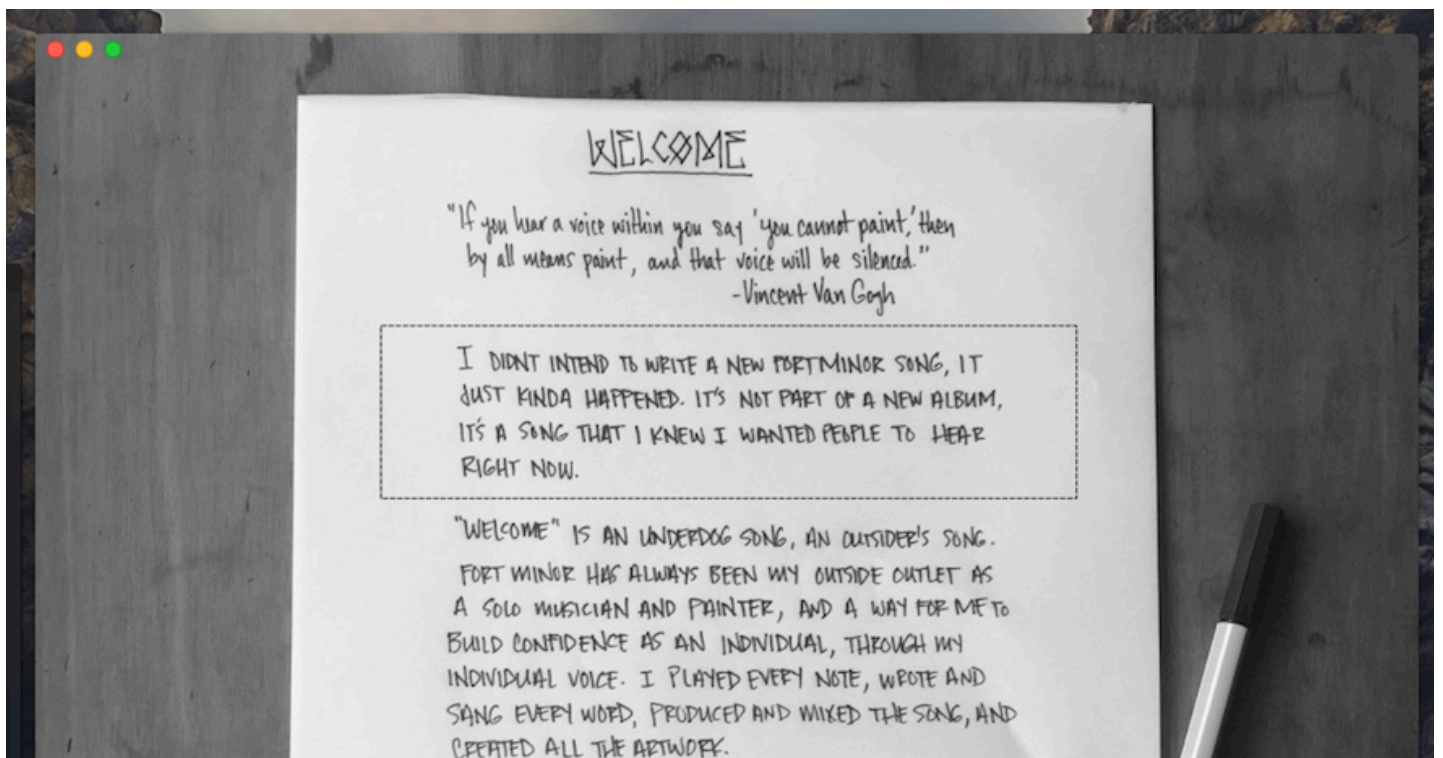 WELCOME
"If you hear a voice within you say 'you cannot paint,' then
by all means paint, and that voice will be silenced."
-Vincent Van Gogh
I DIDNT INTEND TO WRITE A NEW FORT MINOR SONG, IT
JUST KINDA HAPPENED. IT'S NOT PART OF A NEW ALBUM,
IT'S A SONG THAT I KNEW I WANTED PEOPLE TO HEAR
RIGHT NOW.
"WELCOME" IS AN UNDERDOG SONG, AN OUTSIDER'S SONG.
FORT MINOR HAS ALWAYS BEEN MY OUTSIDE OUTLET AS
A SOLO MUSICIAN AND PAINTER, AND A WAY FOR ME TO
BUILD CONFIDENCE AS AN INDIVIDUAL, THROUGH MY
INDIVIDUAL VOICE. I PLAYED EVERY NOTE, WROTE AND
SANG EVERY WORD, PRODUCED AND MIXED THE SONG, AND
CREATED ALL THE ARTWORK.